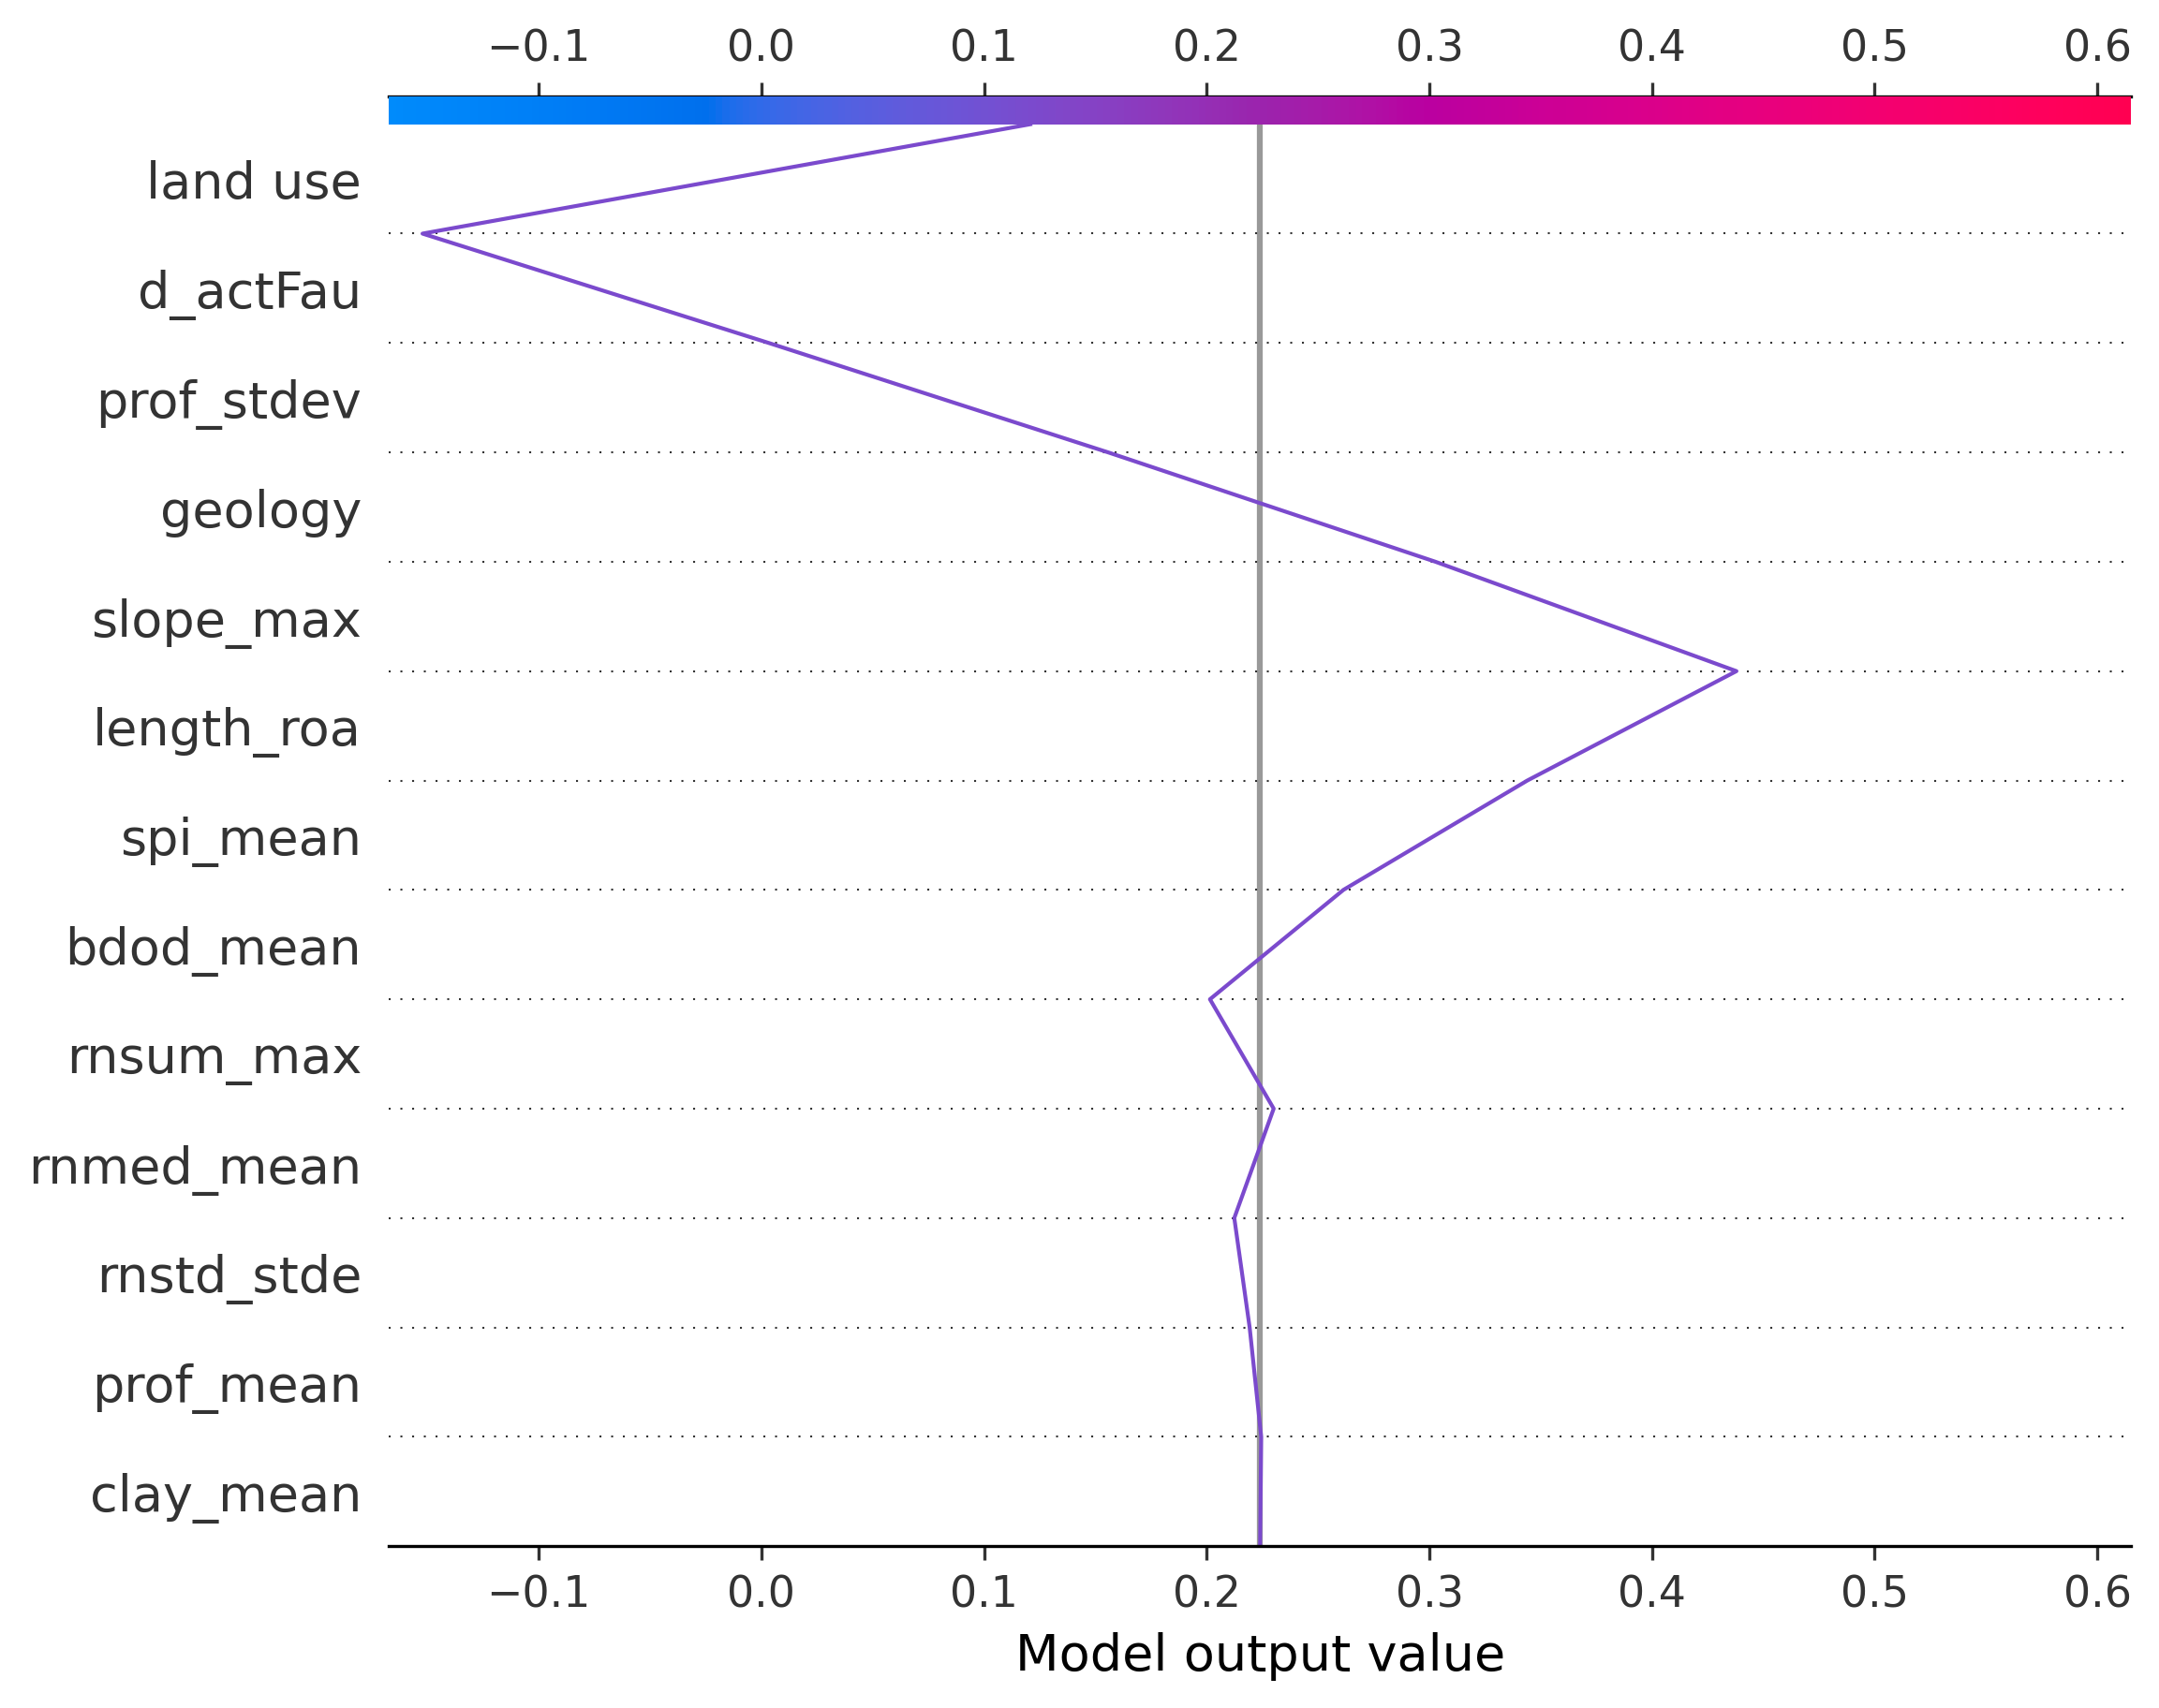 −0.1 0.0 0.1 0.2 0.3 0.4 0.5 0.6
land use
d_actFau
prof_stdev
geology
slope_max
length_roa
spi_mean
bdod_mean
rnsum_max
rnmed_mean
rnstd_stde
prof_mean
clay_mean
−0.1 0.0 0.1 0.2 0.3 0.4 0.5 0.6
Model output value